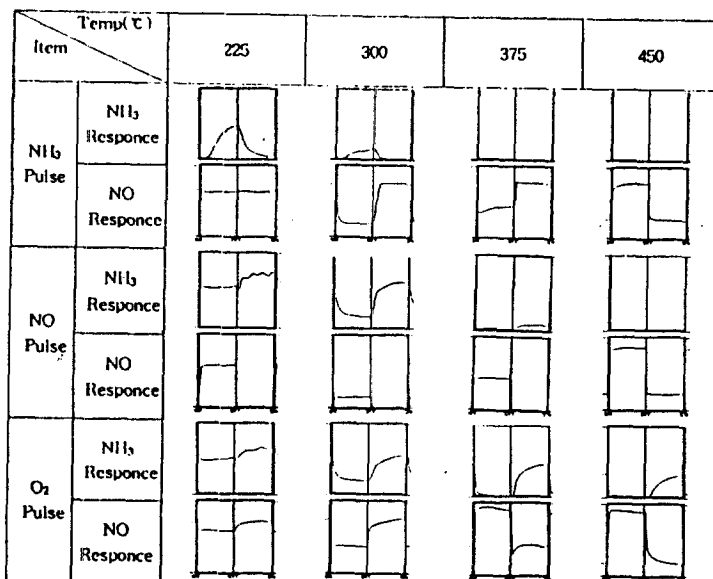 Temp(℃)
Item
225
300
375
450
NH₃
Pulse
NH₃
Responce
NO
Responce
NO
Pulse
NH₃
Responce
NO
Responce
O₂
Pulse
NH₃
Responce
NO
Responce